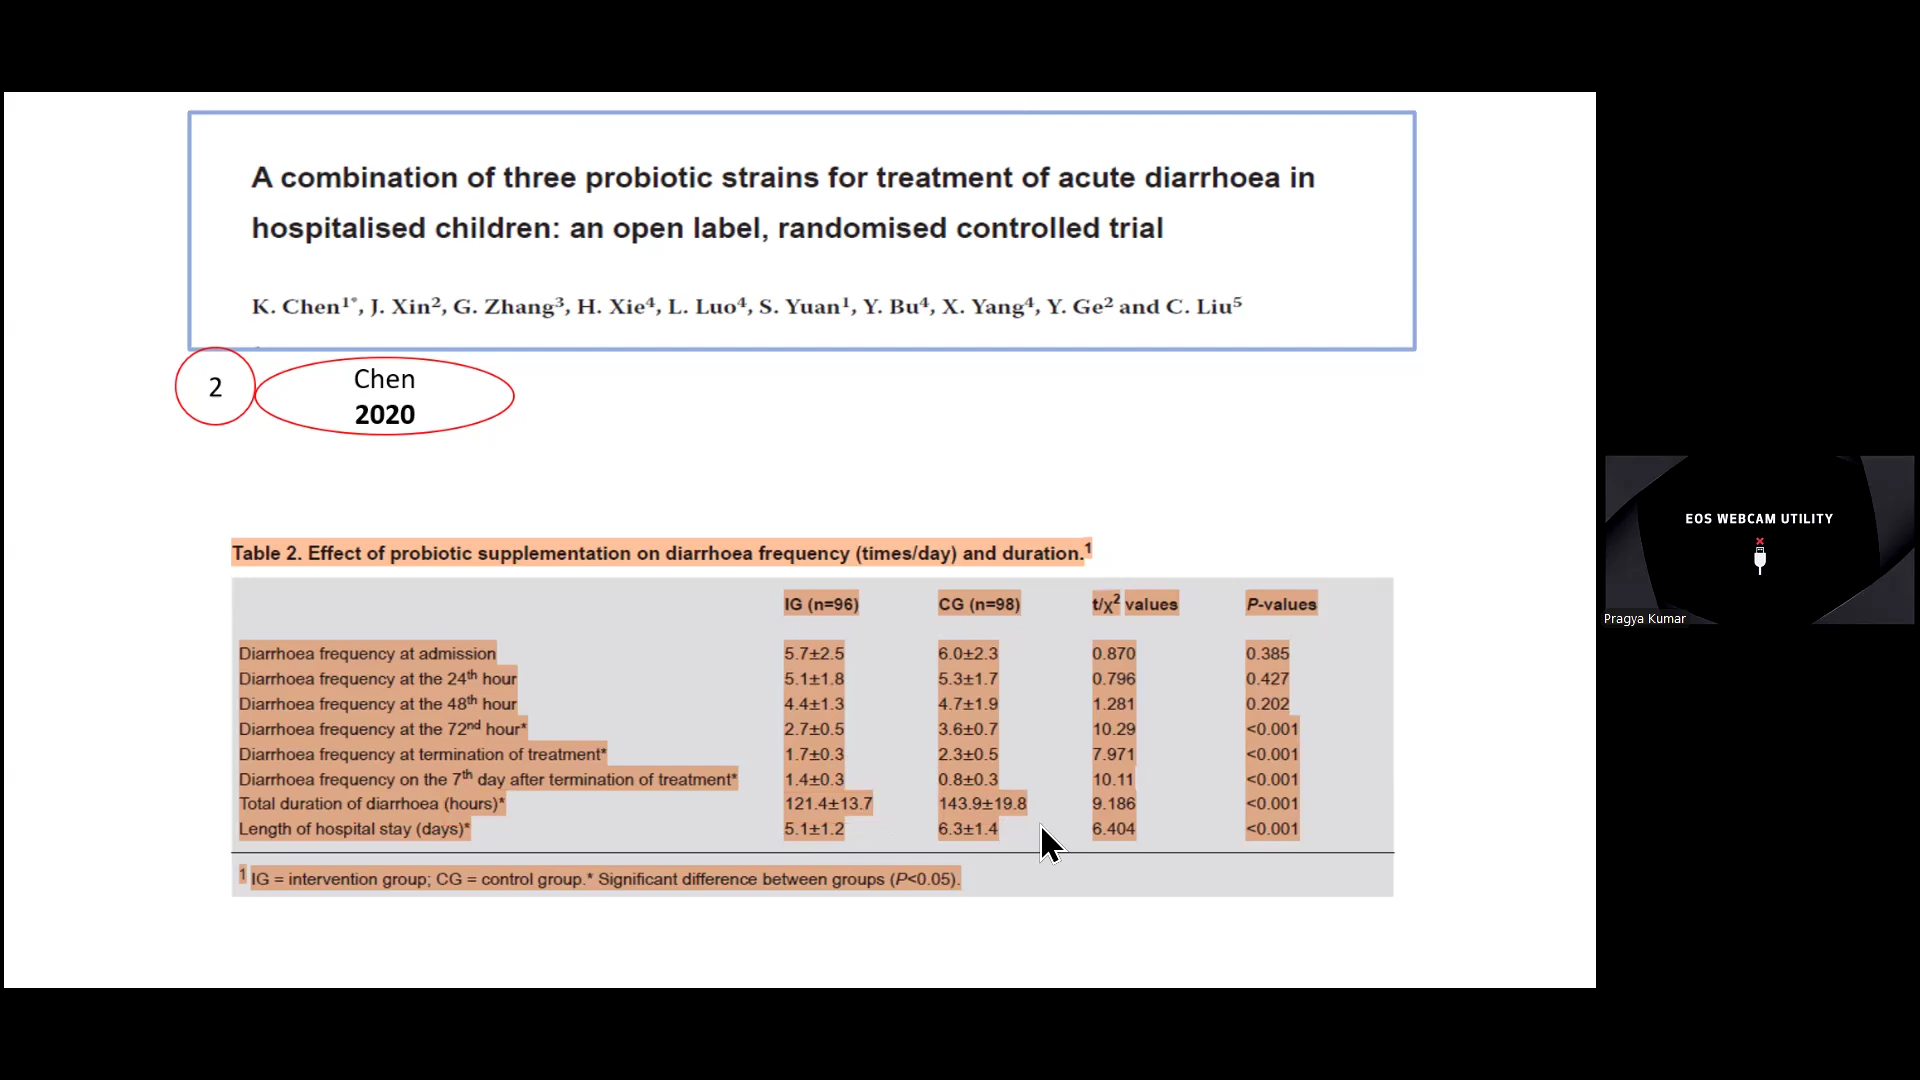 A combination of three probiotic strains for treatment of acute diarrhoea in
hospitalised children: an open label, randomised controlled trial
K. Chen¹*, J. Xin², G. Zhang³, H. Xie⁴, L. Luo⁴, S. Yuan¹, Y. Bu⁴, X. Yang⁴, Y. Ge² and C. Liu⁵
2
Chen
2020
Table 2. Effect of probiotic supplementation on diarrhoea frequency (times/day) and duration.¹
IG (n=96) CG (n=98) t/χ² values P-values
Diarrhoea frequency at admission 5.7±2.5 6.0±2.3 0.870 0.385
Diarrhoea frequency at the 24th hour 5.1±1.8 5.3±1.7 0.796 0.427
Diarrhoea frequency at the 48th hour 4.4±1.3 4.7±1.9 1.281 0.202
Diarrhoea frequency at the 72nd hour* 2.7±0.5 3.6±0.7 10.29 <0.001
Diarrhoea frequency at termination of treatment* 1.7±0.3 2.3±0.5 7.971 <0.001
Diarrhoea frequency on the 7th day after termination of treatment* 1.4±0.3 0.8±0.3 10.11 <0.001
Total duration of diarrhoea (hours)* 121.4±13.7 143.9±19.8 9.186 <0.001
Length of hospital stay (days)* 5.1±1.2 6.3±1.4 6.404 <0.001
¹ IG = intervention group; CG = control group.* Significant difference between groups (P<0.05).
EOS WEBCAM UTILITY
Pragya Kumar